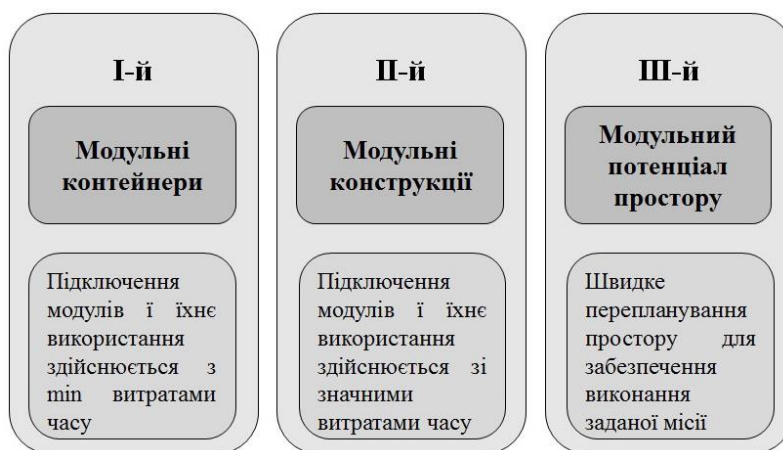 І-й
Модульні
контейнери
Підключення
модулів ї їхнє
використання
здійснюється з
min витратами
часу
ІІ-й
Модульні
конструкції
Підключення
модулів ї їхнє
використання
здійснюється зі
значними
витратами часу
ІІІ-й
Модульний
потенціал
простору
Швидке
перепланування
простору для
забезпечення
виконання
заданої місії